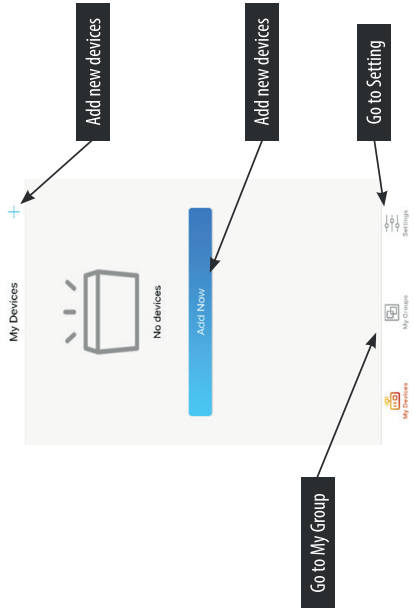 Add new devices
My Devices +
No devices
Add Now
Add new devices
My Devices
My Groups
Settings
Go to My Group
Go to Setting